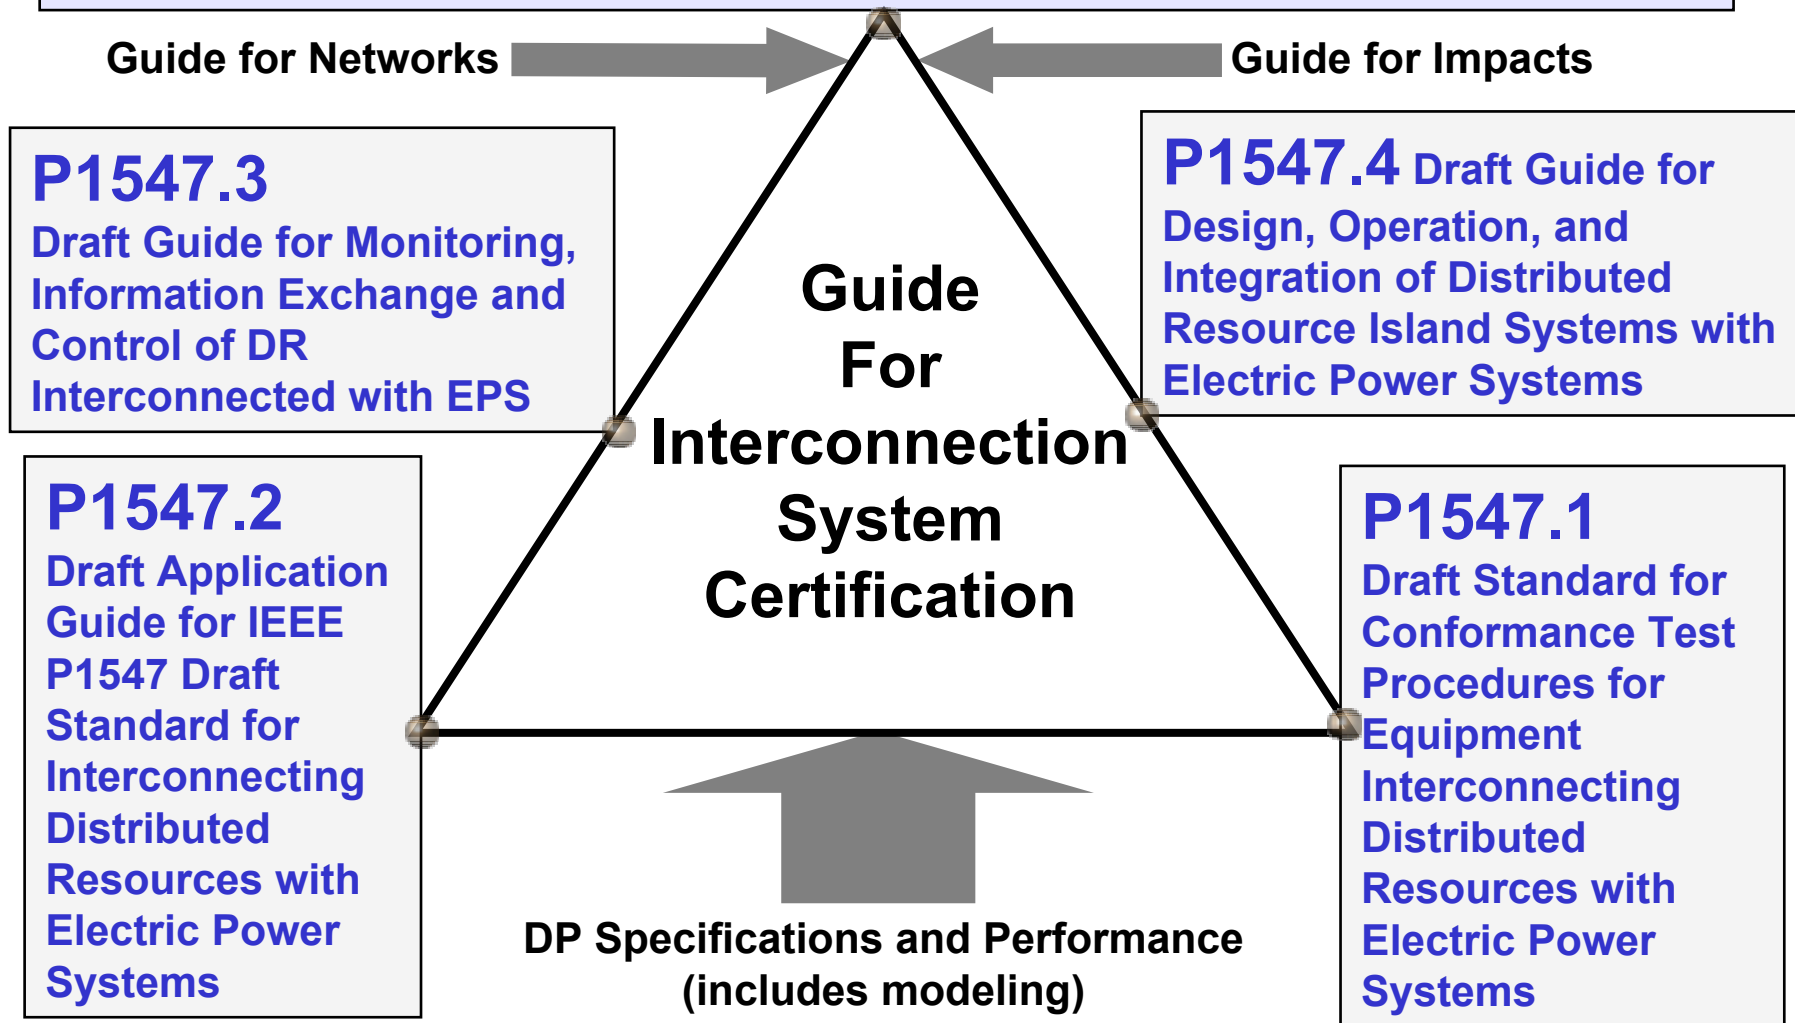 Guide for Networks
Guide for Impacts
P1547.3
Draft Guide for Monitoring,
Information Exchange and
Control of DR
Interconnected with EPS
P1547.4 Draft Guide for
Design, Operation, and
Integration of Distributed
Resource Island Systems with
Electric Power Systems
Guide
For
Interconnection
System
Certification
P1547.2
Draft Application
Guide for IEEE
P1547 Draft
Standard for
Interconnecting
Distributed
Resources with
Electric Power
Systems
P1547.1
Draft Standard for
Conformance Test
Procedures for
Equipment
Interconnecting
Distributed
Resources with
Electric Power
Systems
DP Specifications and Performance
(includes modeling)